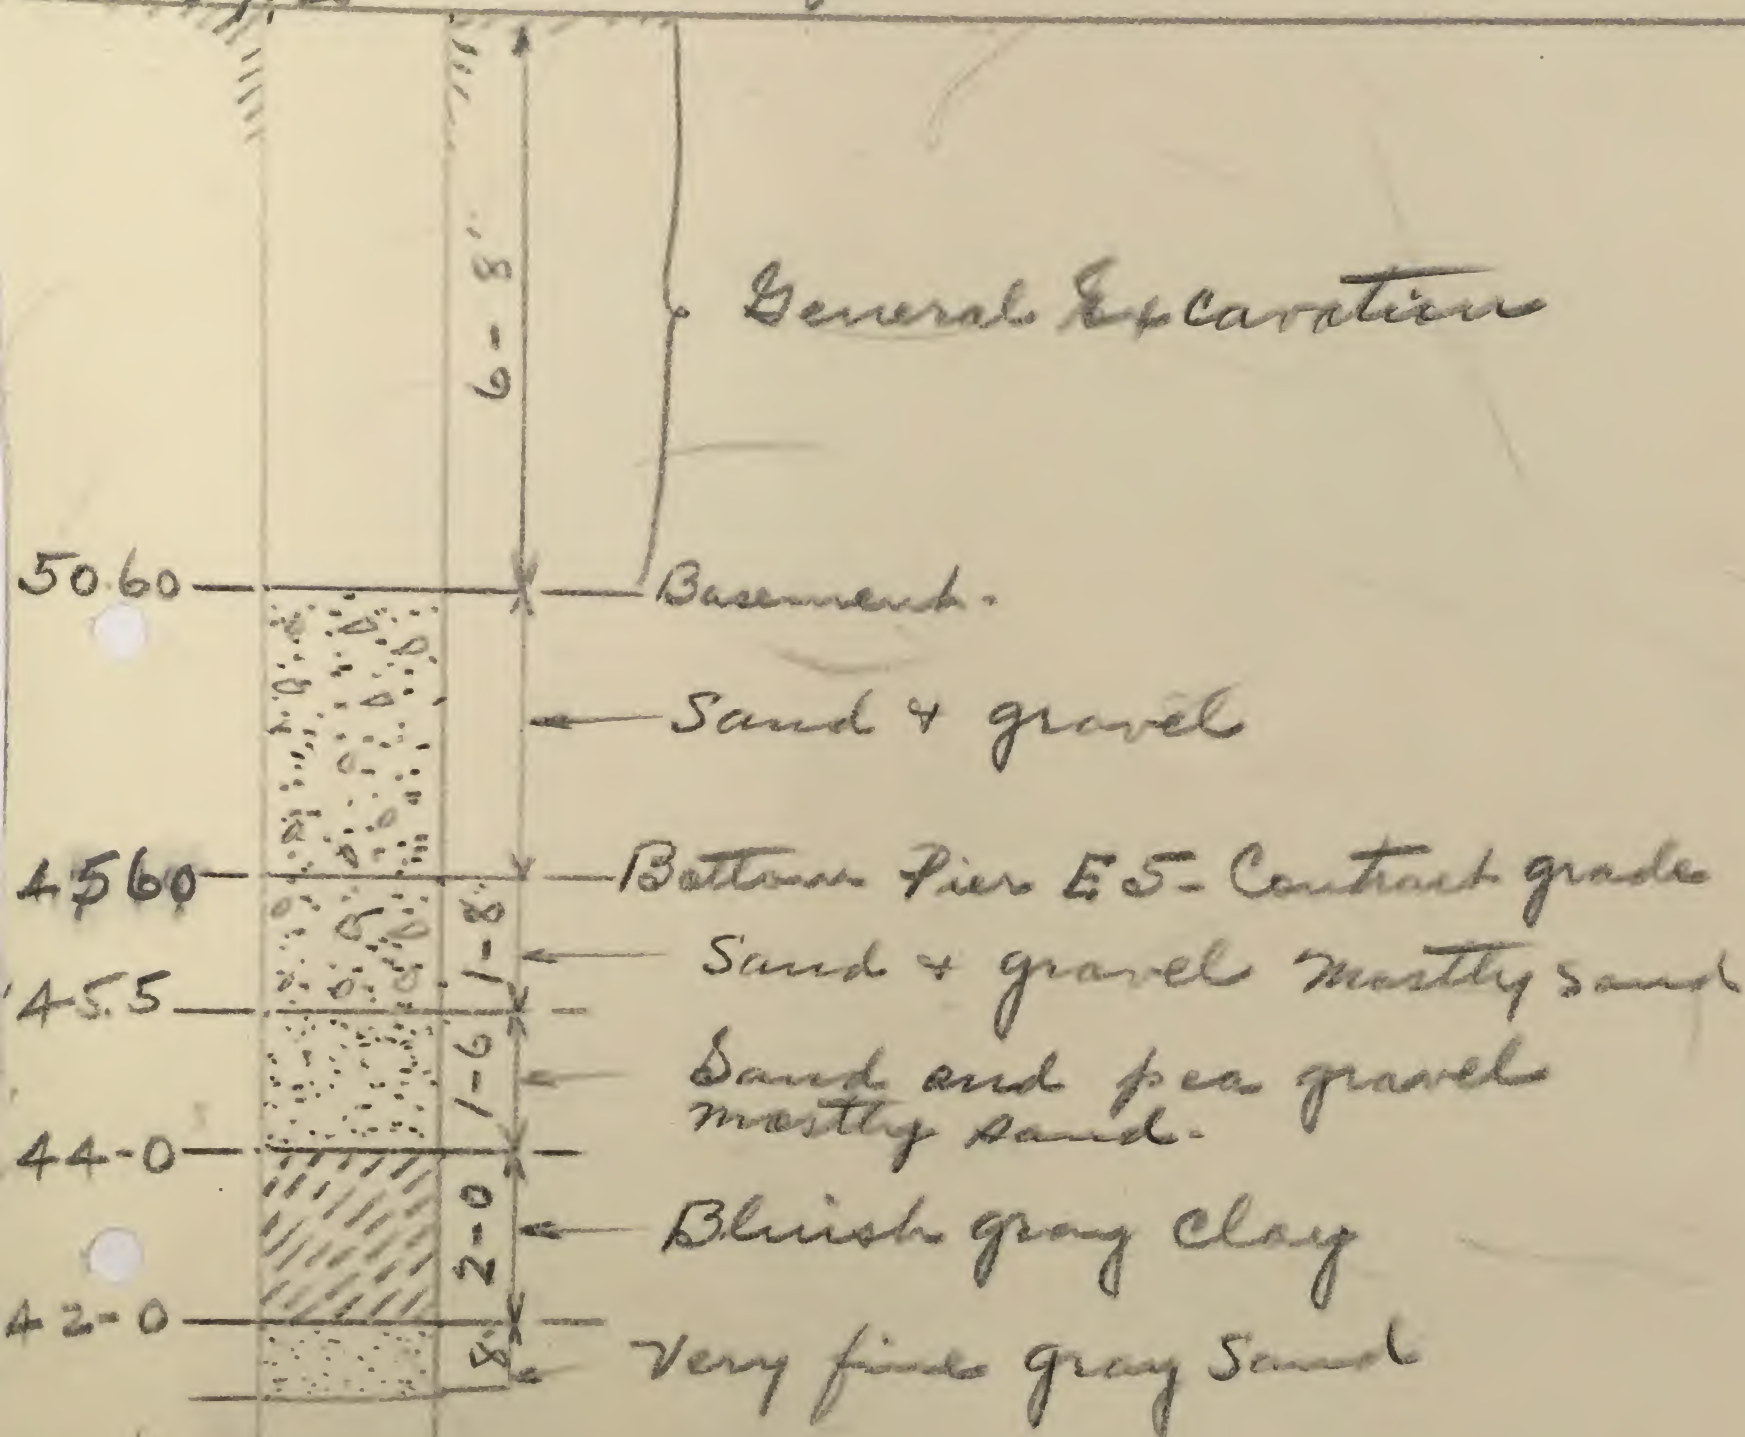 6-8"
General Excavation
50.60 Basement-
Sand & gravel
4560 Bottom Pier E5-Contract grade
1-8" Sand & gravel Mostly Sand
45.5
1-6 Sand and pea gravel
mostly sand-
44-0
2-0 Bluish gray Clay
42-0
8" Very fine gray Sand